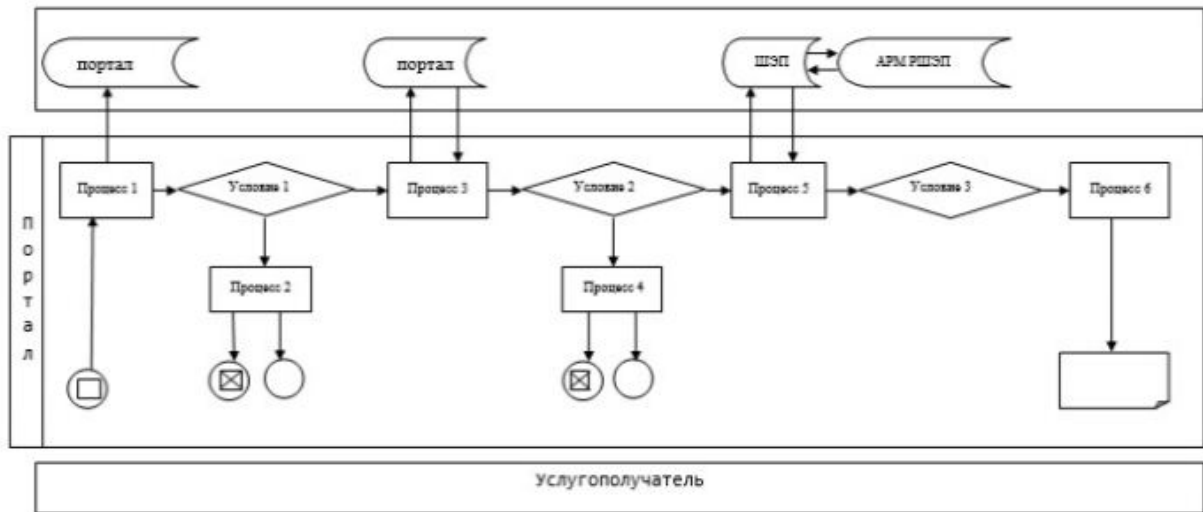 портал
портал
ШЭП
АРМ РШЭП
Портал
Процесс 1
Условие 1
Процесс 3
Условие 2
Процесс 5
Условие 3
Процесс 6
Процесс 2
Процесс 4
Услугополучатель